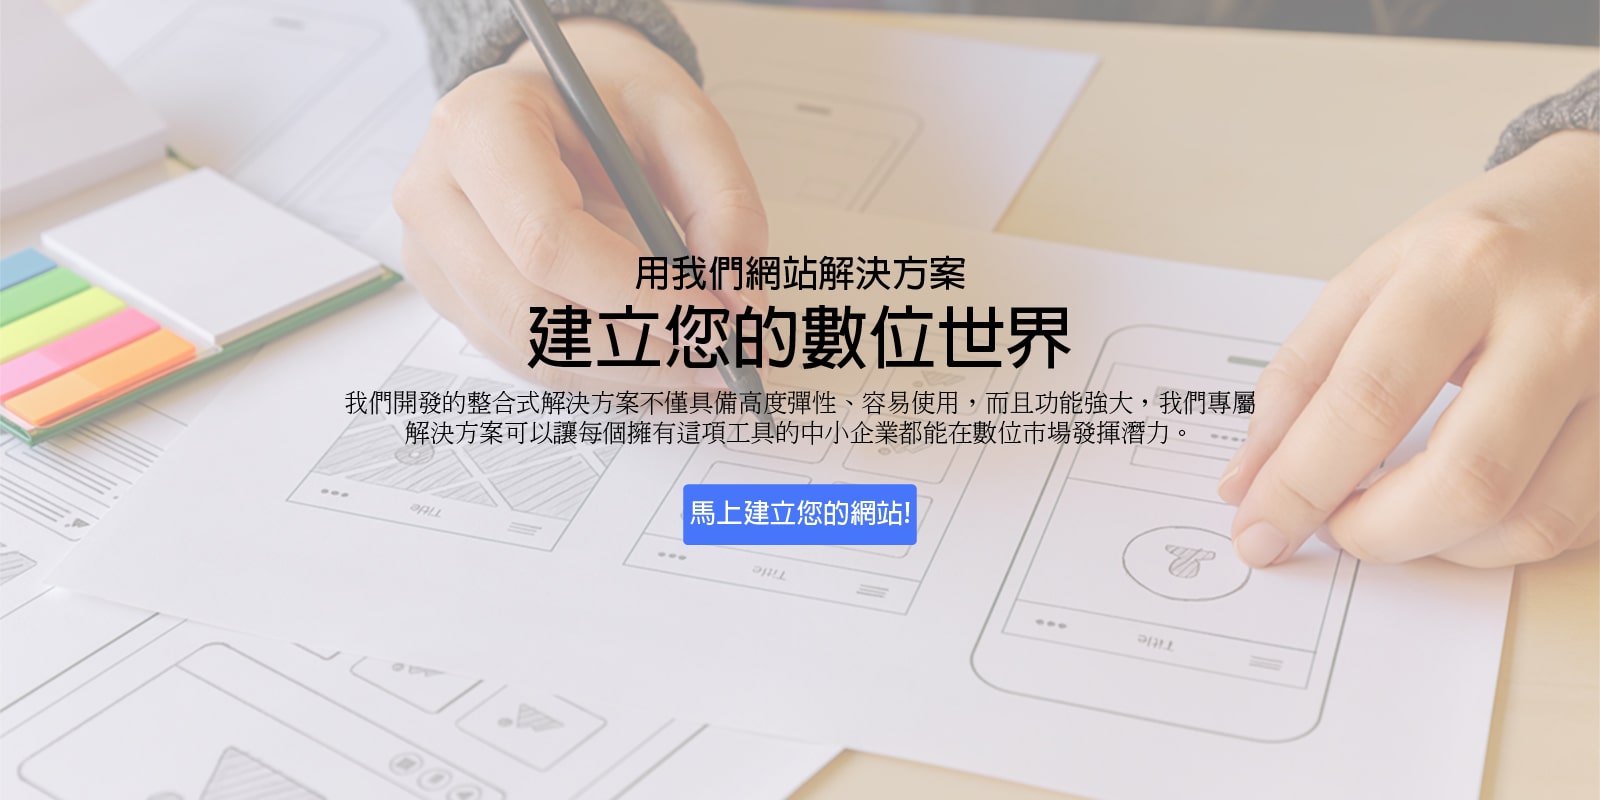 用我們網站解決方案
建立您的數位世界
我們開發的整合式解決方案不僅具備高度彈性、容易使用，而且功能強大，我們專屬
解決方案可以讓每個擁有這項工具的中小企業都能在數位市場發揮潛力。
馬上建立您的網站!
Title
Title
Title